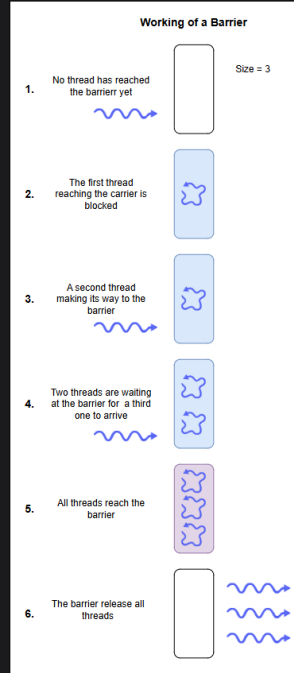 Working of a Barrier
Size = 3
1.
No thread has reached
the barrierr yet
2.
The first thread
reaching the carrier is
blocked
3.
A second thread
making its way to the
barrier
4.
Two threads are waiting
at the barrier for a third
one to arrive
5.
All threads reach the
barrier
6.
The barrier release all
threads